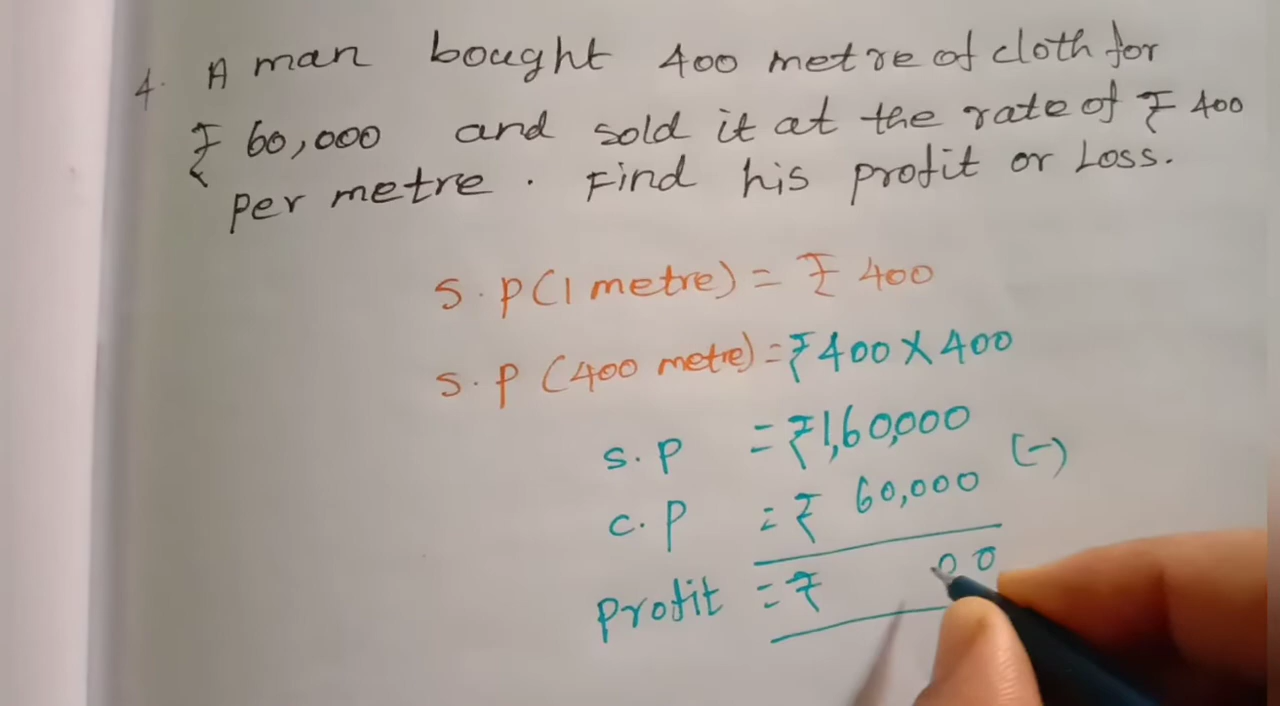 4. A man bought 400 metre of cloth for
₹ 60,000 and sold it at the rate of ₹ 400
per metre. Find his profit or Loss.
S.P (1 metre) = ₹ 400
S.P (400 metre) = ₹400 X 400
S.P = ₹1,60,000
C.P = ₹ 60,000 (-)
Profit = ₹ 00